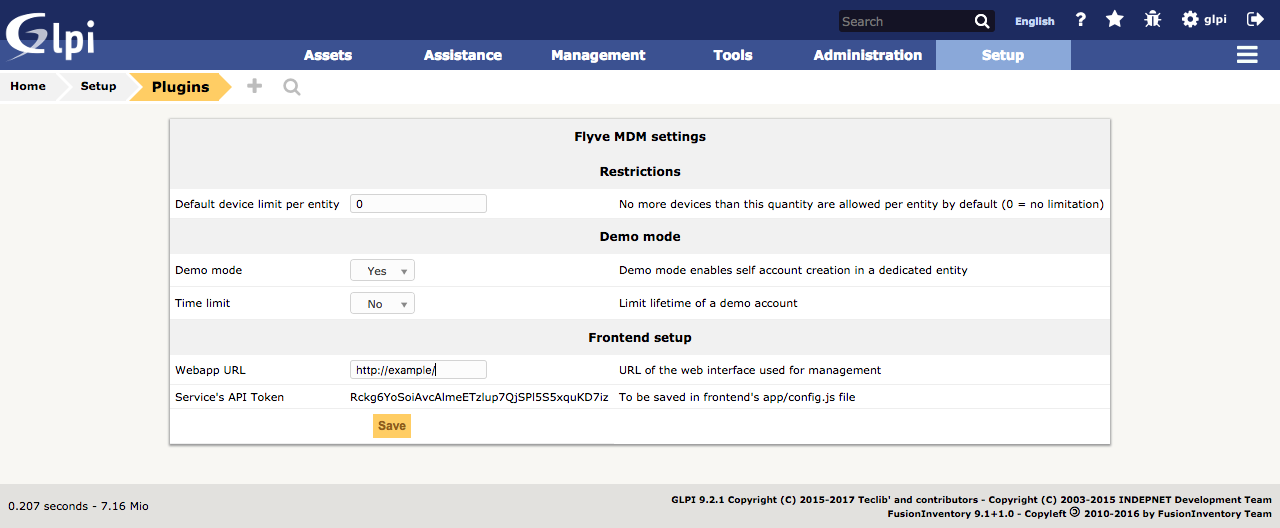 Glpi
Search
English
?
glpi
Assets Assistance Management Tools Administration Setup
Home Setup Plugins
Flyve MDM settings
Restrictions
Default device limit per entity 0 No more devices than this quantity are allowed per entity by default (0 = no limitation)
Demo mode
Demo mode Yes Demo mode enables self account creation in a dedicated entity
Time limit No Limit lifetime of a demo account
Frontend setup
Webapp URL http://example/ URL of the web interface used for management
Service's API Token Rckg6YoSoiAvcAlmeETzlup7QjSPl5S5xquKD7iz To be saved in frontend's app/config.js file
Save
0.207 seconds - 7.16 Mio
GLPI 9.2.1 Copyright (C) 2015-2017 Teclib' and contributors - Copyright (C) 2003-2015 INDEPNET Development Team
FusionInventory 9.1+1.0 - Copyleft 🄯 2010-2016 by FusionInventory Team